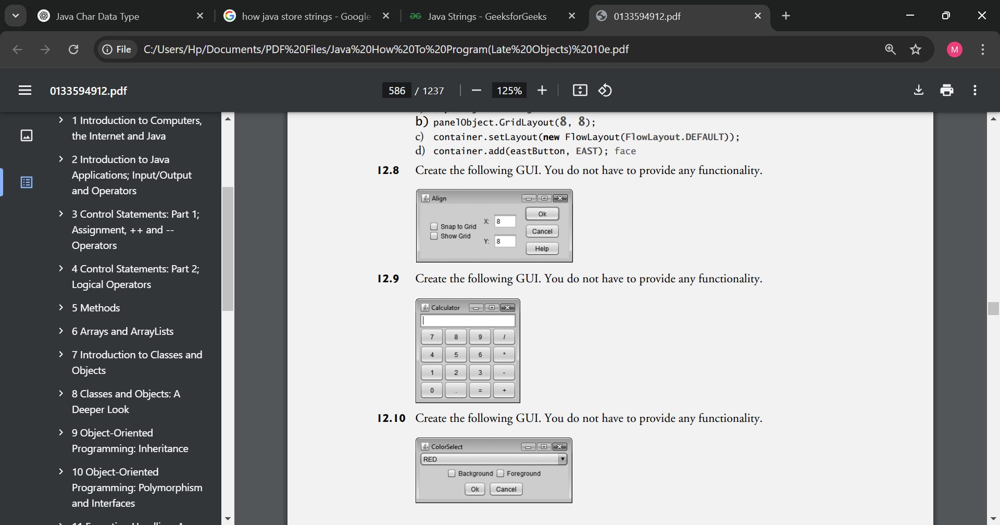 Java Char Data Type
how java store strings - Google
Java Strings - GeeksforGeeks
0133594912.pdf
File
C:/Users/Hp/Documents/PDF%20Files/Java%20How%20To%20Program(Late%20Objects)%2010e.pdf
M
0133594912.pdf
586 / 1237
125%
1 Introduction to Computers,
the Internet and Java
2 Introduction to Java
Applications; Input/Output
and Operators
3 Control Statements: Part 1;
Assignment, ++ and --
Operators
4 Control Statements: Part 2;
Logical Operators
5 Methods
6 Arrays and ArrayLists
7 Introduction to Classes and
Objects
8 Classes and Objects: A
Deeper Look
9 Object-Oriented
Programming: Inheritance
10 Object-Oriented
Programming: Polymorphism
and Interfaces
b) panelObject.GridLayout(8, 8);
c) container.setLayout(new FlowLayout(FlowLayout.DEFAULT));
d) container.add(eastButton, EAST); face
12.8 Create the following GUI. You do not have to provide any functionality.
Align
Snap to Grid
Show Grid
X: 8
Y: 8
Ok
Cancel
Help
12.9 Create the following GUI. You do not have to provide any functionality.
Calculator
7 8 9 /
4 5 6 *
1 2 3 -
0 . = +
12.10 Create the following GUI. You do not have to provide any functionality.
ColorSelect
RED
Background Foreground
Ok Cancel